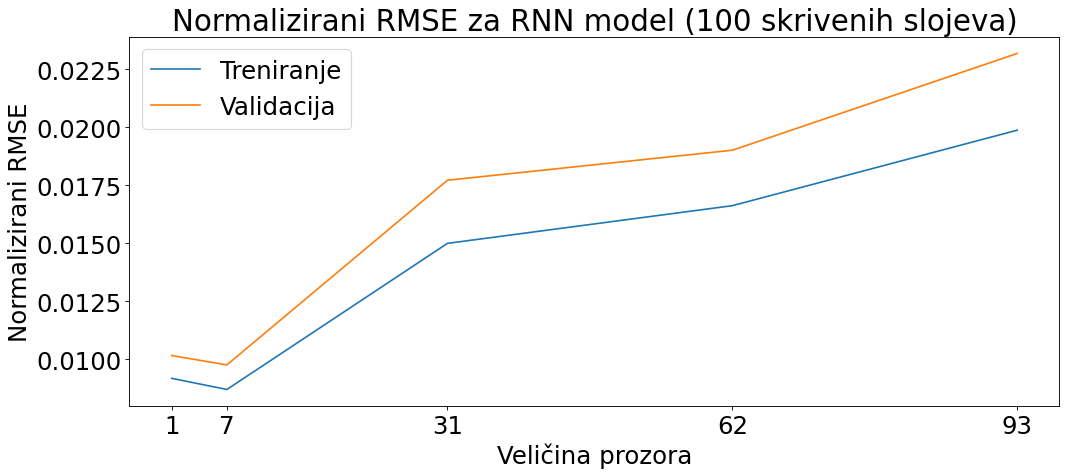 Normalizirani RMSE za RNN model (100 skrivenih slojeva)
Treniranje
Validacija
Normalizirani RMSE
0.0225
0.0200
0.0175
0.0150
0.0125
0.0100
1 7 31 62 93
Veličina prozora